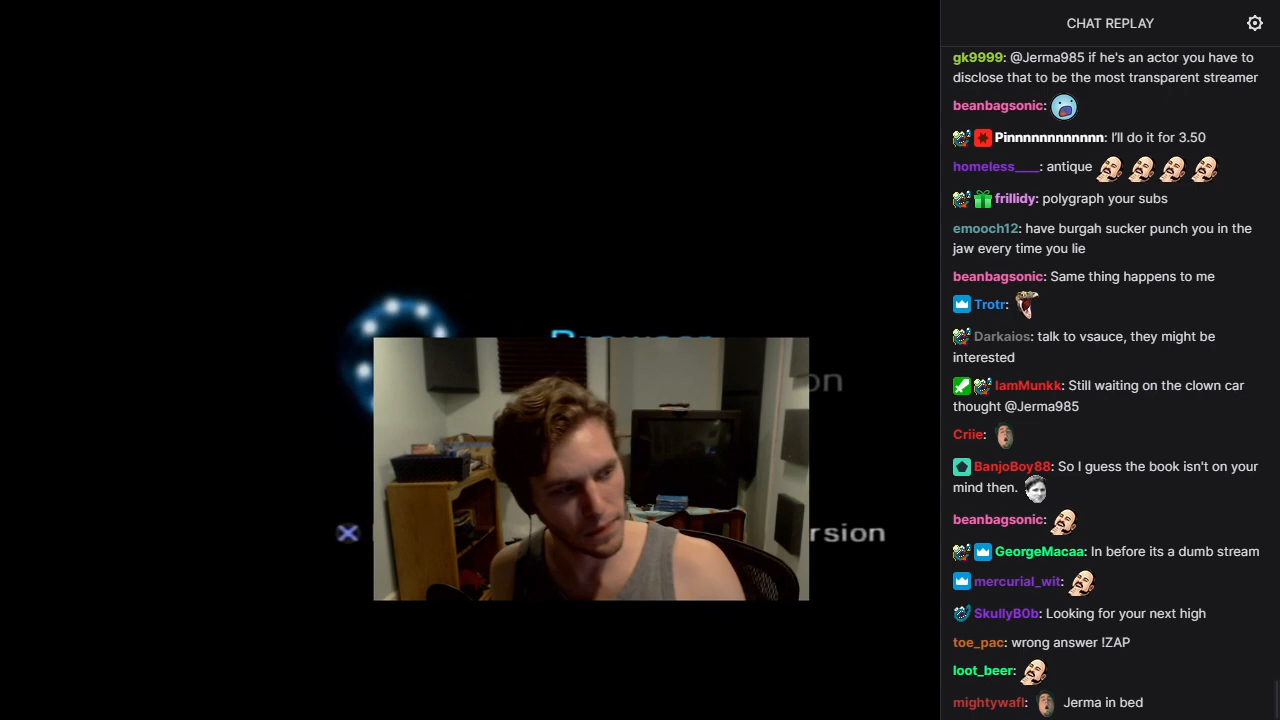 CHAT REPLAY
gk9999: @Jerma985 if he's an actor you have to
disclose that to be the most transparent streamer
beanbagsonic:
Pinnnnnnnnnnnn: I'll do it for 3.50
homeless____: antique
frillidy: polygraph your subs
emooch12: have burgah sucker punch you in the
jaw every time you lie
beanbagsonic: Same thing happens to me
Trotr:
Darkaios: talk to vsauce, they might be
interested
IamMunkk: Still waiting on the clown car
thought @Jerma985
Criie:
BanjoBoy88: So I guess the book isn't on your
mind then.
beanbagsonic:
GeorgeMacaa: In before its a dumb stream
mercurial_wit:
SkullyB0b: Looking for your next high
toe_pac: wrong answer !ZAP
loot_beer:
mightywafl: Jerma in bed
Browser
on
rsion